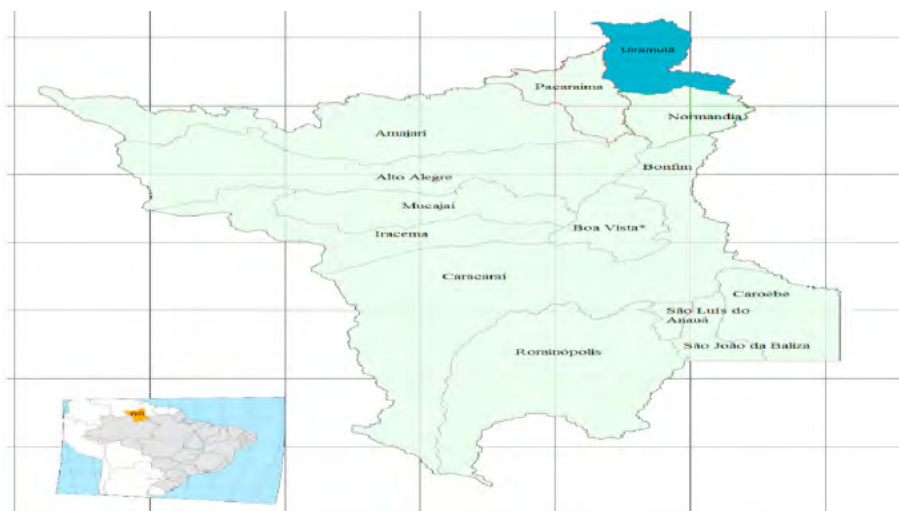 Uiramutã
Pacaraima
Normandia
Amajari
Bonfim
Alto Alegre
Mucajaí
Boa Vista*
Iracema
Caracaraí
Caroebe
São Luis do
Anauá
São João da Baliza
Rorainópolis